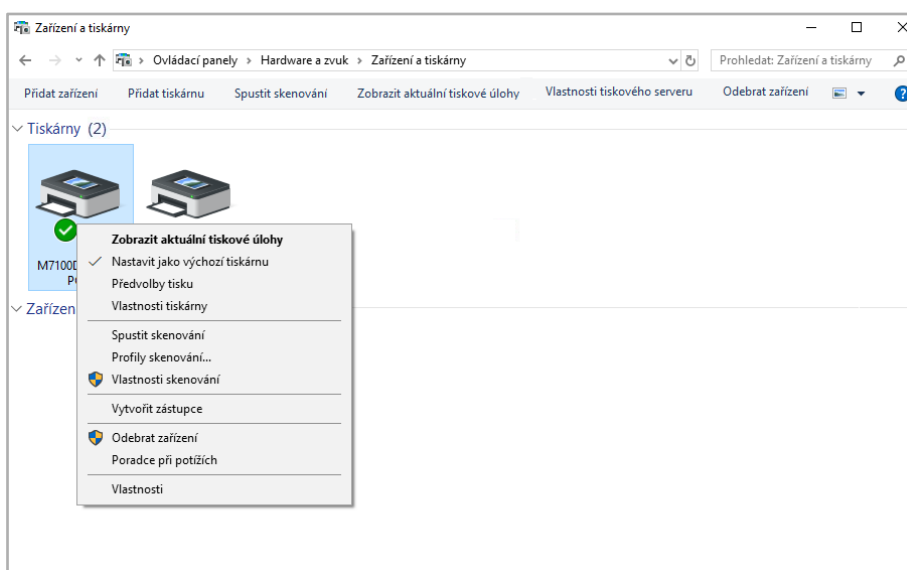 Zařízení a tiskárny
Ovládací panely > Hardware a zvuk > Zařízení a tiskárny
Prohledat: Zařízení a tiskárny
Přidat zařízení Přidat tiskárnu Spustit skenování Zobrazit aktuální tiskové úlohy Vlastnosti tiskového serveru Odebrat zařízení
Tiskárny (2)
Zobrazit aktuální tiskové úlohy
Nastavit jako výchozí tiskárnu
Předvolby tisku
Vlastnosti tiskárny
Spustit skenování
Profily skenování...
Vlastnosti skenování
Vytvořit zástupce
Odebrat zařízení
Poradce při potížích
Vlastnosti